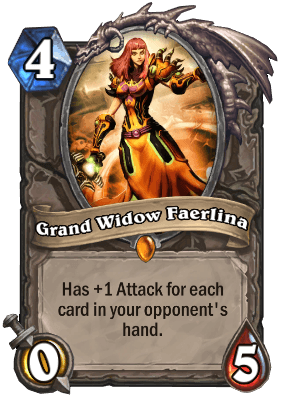 4
Grand Widow Faerlina
Has +1 Attack for each
card in your opponent's
hand.
0
5